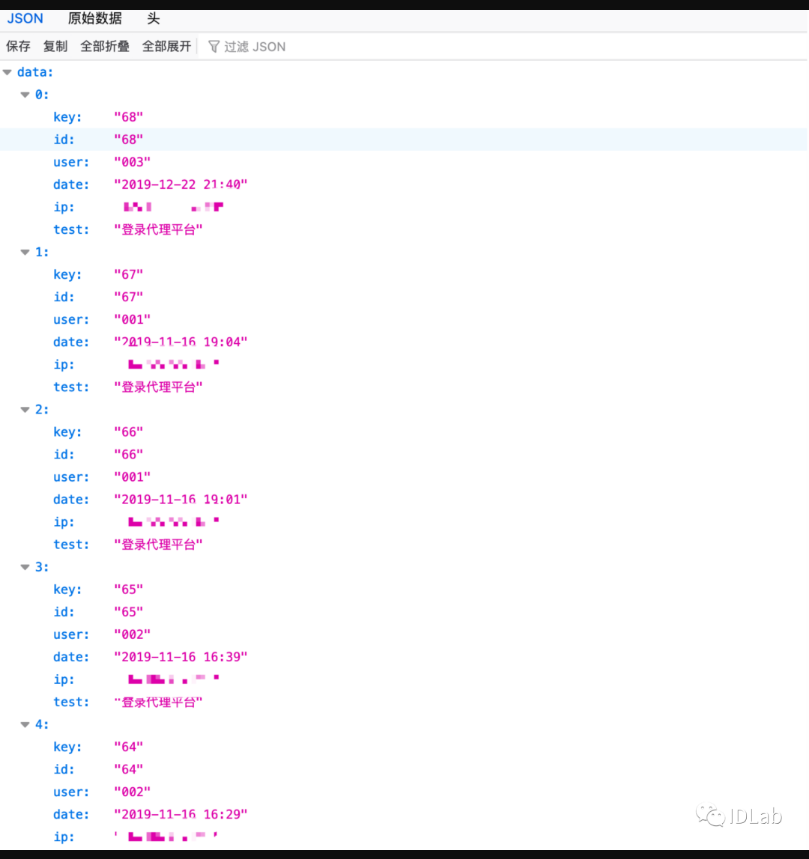 JSON 原始数据 头
保存 复制 全部折叠 全部展开 过滤 JSON
data:
0:
key: "68"
id: "68"
user: "003"
date: "2019-12-22 21:40"
ip:
test: "登录代理平台"
1:
key: "67"
id: "67"
user: "001"
date: "2019-11-16 19:04"
ip:
test: "登录代理平台"
2:
key: "66"
id: "66"
user: "001"
date: "2019-11-16 19:01"
ip:
test: "登录代理平台"
3:
key: "65"
id: "65"
user: "002"
date: "2019-11-16 16:39"
ip:
test: "登录代理平台"
4:
key: "64"
id: "64"
user: "002"
date: "2019-11-16 16:29"
ip:
IDLab